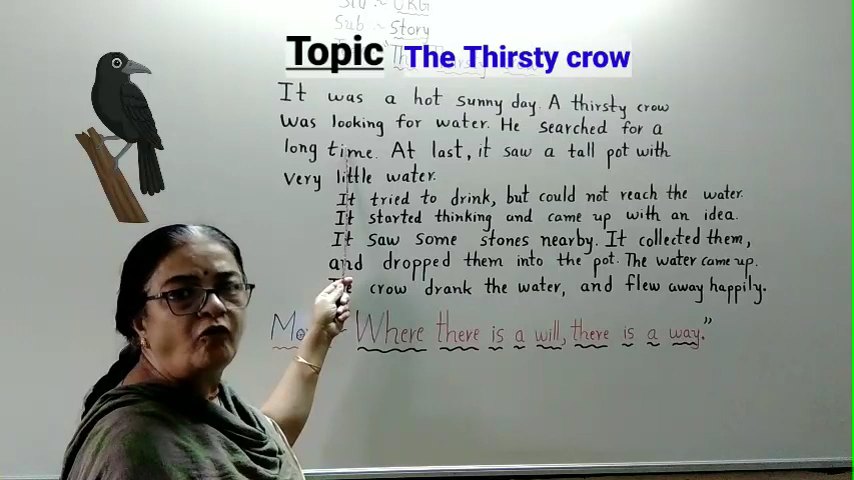 Std ~ UKG
Sub ~ Story
Topic The Thirsty crow
It was a hot sunny day. A thirsty crow
was looking for water. He searched for a
long time. At last, it saw a tall pot with
very little water.
It tried to drink, but could not reach the water.
It started thinking and came up with an idea.
It saw some stones nearby. It collected them,
and dropped them into the pot. The water came up.
crow drank the water, and flew away happily.
Where there is a will, there is a way."